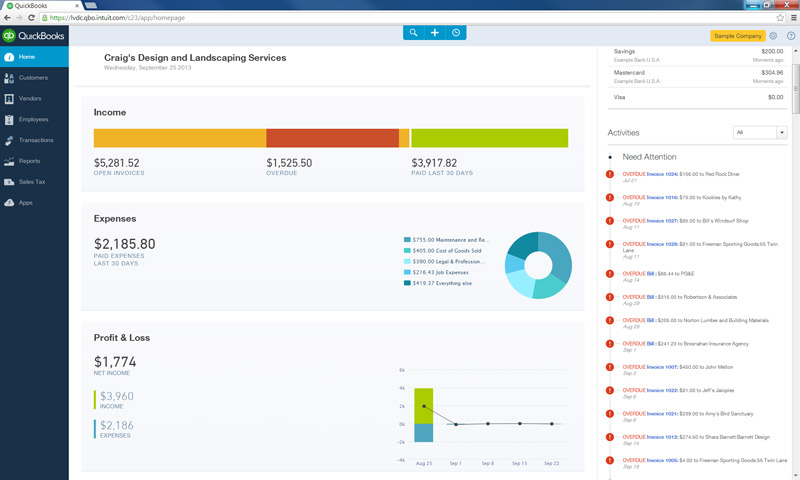 QuickBooks
https://lvdc.qbo.intuit.com/c23/app/homepage
QuickBooks
Sample Company
Home
Customers
Vendors
Employees
Transactions
Reports
Sales Tax
Apps
Craig's Design and Landscaping Services
Wednesday, September 25 2013
Income
$5,281.52
OPEN INVOICES
$1,525.50
OVERDUE
$3,917.82
PAID LAST 30 DAYS
Expenses
$2,185.80
PAID EXPENSES
LAST 30 DAYS
$755.00 Maintenance and Re...
$405.00 Cost of Goods Sold
$390.00 Legal & Profession...
$216.43 Job Expenses
$419.37 Everything else
Profit & Loss
$1,774
NET INCOME
$3,960
INCOME
$2,186
EXPENSES
6k
4k
2k
0
-2k
-4k
Aug 21
Sep 1
Sep 8
Sep 15
Sep 22
Savings
$200.00
Example Bank U.S.A
Moments ago
Mastercard
$304.96
Example Bank U.S.A
Moments ago
Visa
$0.00
Activities
All
Need Attention
OVERDUE Invoice 1024: $156.00 to Red Rock Diner
Jul 21
OVERDUE Invoice 1016: $75.00 to Kookies by Kathy
Aug 10
OVERDUE Invoice 1027: $85.00 to Bill's Windsurf Shop
Aug 11
OVERDUE Invoice 1028: $81.00 to Freeman Sporting Goods:55 Twin
Lane
Aug 11
OVERDUE Bill : $86.44 to PG&E
Aug 14
OVERDUE Bill : $315.00 to Robertson & Associates
Aug 29
OVERDUE Bill : $205.00 to Norton Lumber and Building Materials
Aug 29
OVERDUE Bill : $241.23 to Brosnahan Insurance Agency
Sep 1
OVERDUE Invoice 1007: $450.00 to John Melton
Sep 3
OVERDUE Invoice 1022: $81.00 to Jeff's Jalopies
Sep 6
OVERDUE Invoice 1021: $239.00 to Amy's Bird Sanctuary
Sep 6
OVERDUE Invoice 1012: $274.50 to Shara Barnett:Barnett Design
Sep 14
OVERDUE Invoice 1005: $4.00 to Freeman Sporting Goods:55 Twin Lane
Sep 19